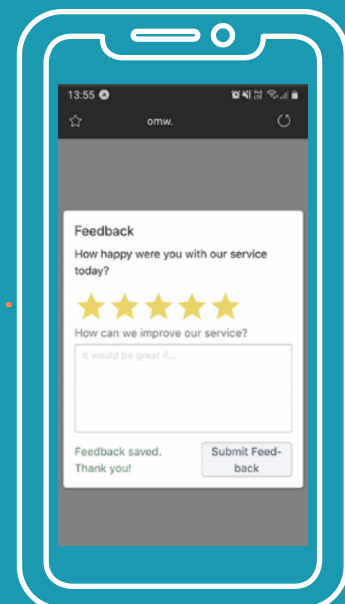 13:55
omw.
Feedback
How happy were you with our service
today?
How can we improve our service?
It would be great if...
Feedback saved.
Thank you!
Submit Feed-
back